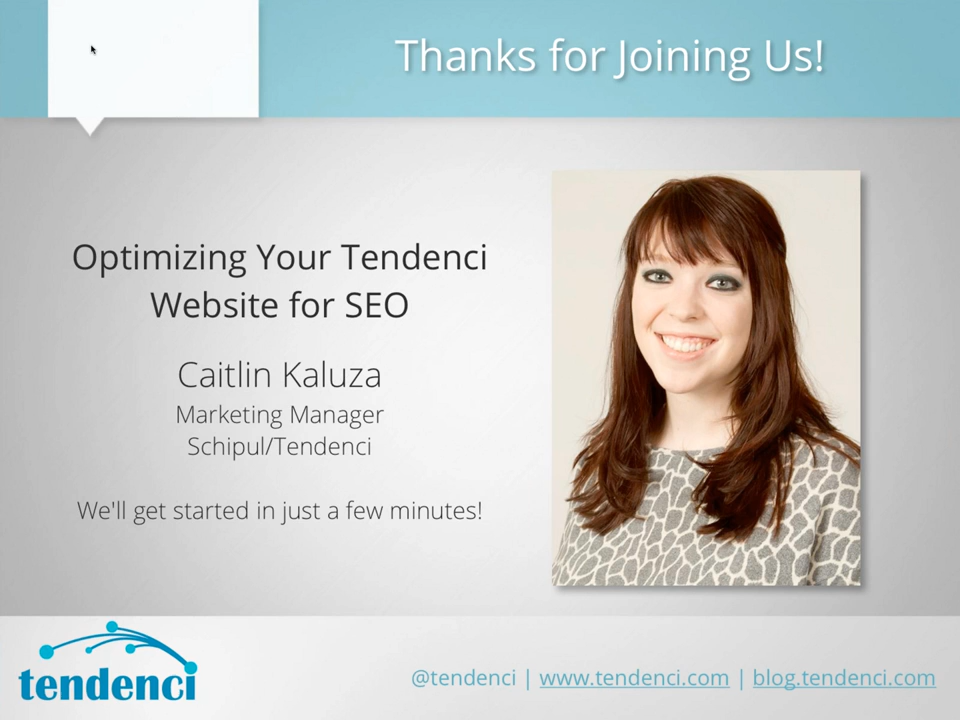 Thanks for Joining Us!
Optimizing Your Tendenci
Website for SEO
Caitlin Kaluza
Marketing Manager
Schipul/Tendenci
We'll get started in just a few minutes!
tendenci
@tendenci | www.tendenci.com | blog.tendenci.com